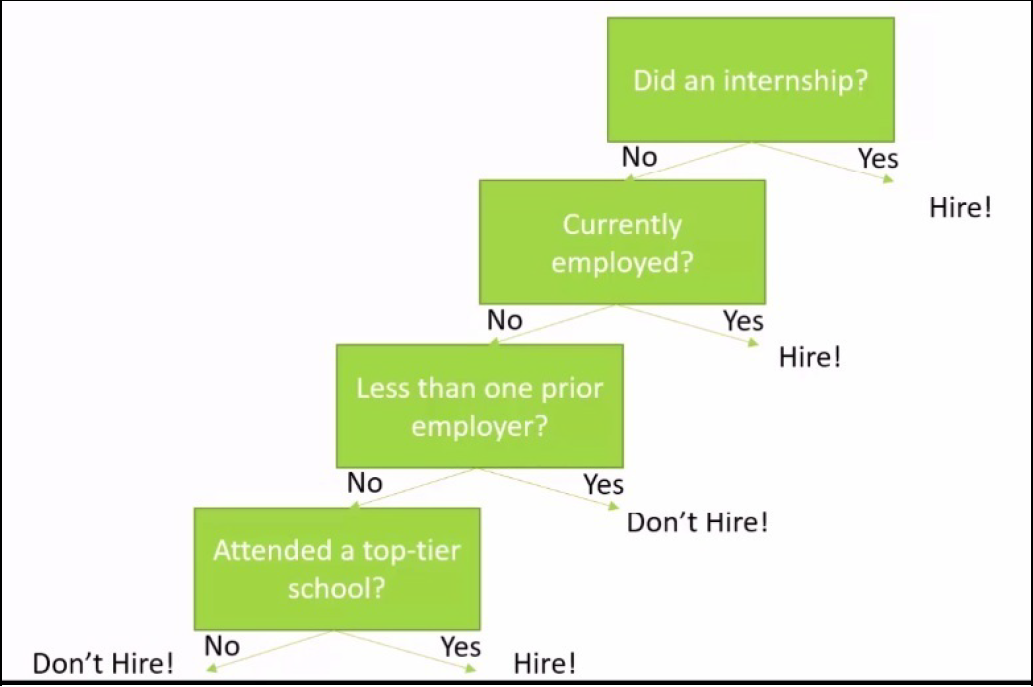 Did an internship?
No
Yes
Hire!
Currently
employed?
No
Yes
Hire!
Less than one prior
employer?
No
Yes
Don't Hire!
Attended a top-tier
school?
No
Yes
Don't Hire!
Hire!